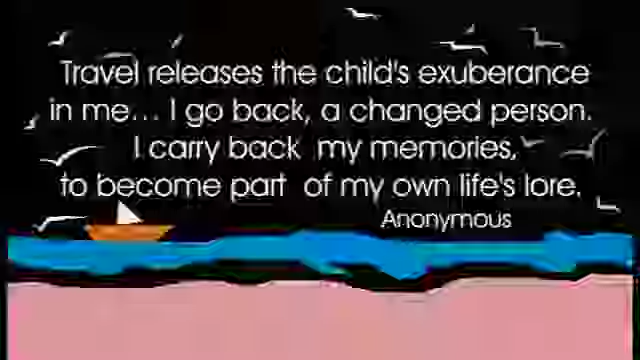 Travel releases the child's exuberance
in me... I go back, a changed person.
I carry back my memories,
to become part of my own life's lore.
Anonymous